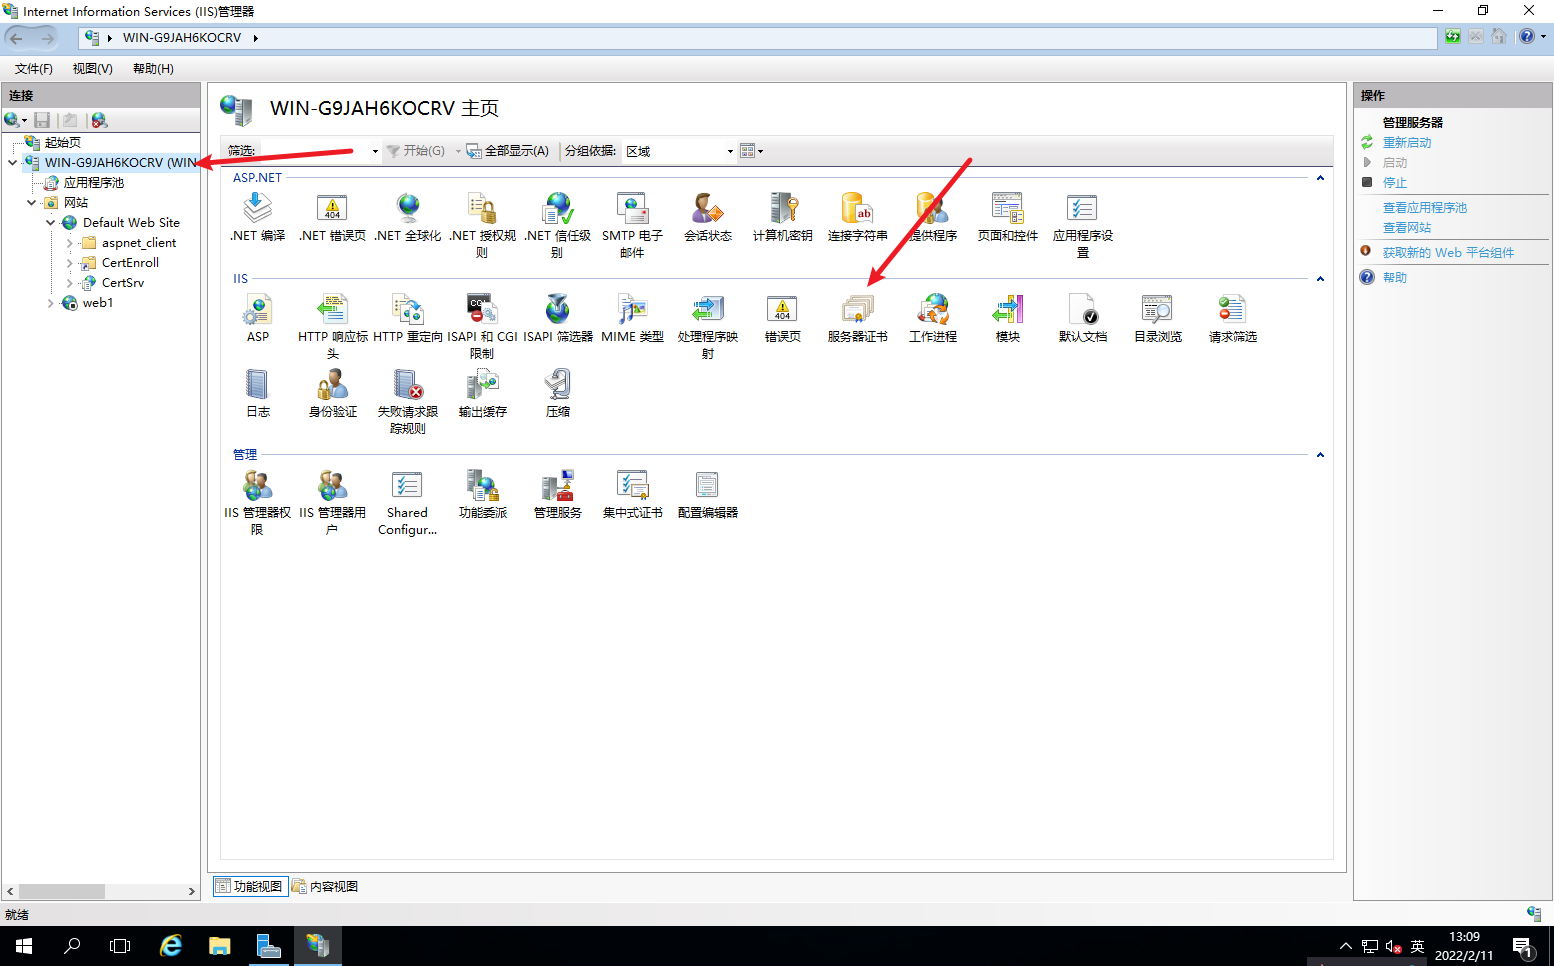 Internet Information Services (IIS)管理器
WIN-G9JAH6KOCRV
文件(F) 视图(V) 帮助(H)
连接
起始页
WIN-G9JAH6KOCRV (WIN
应用程序池
网站
Default Web Site
aspnet_client
CertEnroll
CertSrv
web1
WIN-G9JAH6KOCRV 主页
筛选: 开始(G) 全部显示(A) 分组依据: 区域
ASP.NET
.NET 编译
.NET 错误页
.NET 全球化
.NET 授权规
则
.NET 信任级
别
SMTP 电子
邮件
会话状态
计算机密钥
连接字符串
提供程序
页面和控件
应用程序设
置
IIS
ASP
HTTP 响应标
头
HTTP 重定向
ISAPI 和 CGI
限制
ISAPI 筛选器
MIME 类型
处理程序映
射
错误页
服务器证书
工作进程
模块
默认文档
目录浏览
请求筛选
日志
身份验证
失败请求跟
踪规则
输出缓存
压缩
管理
IIS 管理器权
限
IIS 管理器用
户
Shared
Configur...
功能委派
管理服务
集中式证书
配置编辑器
功能视图 内容视图
操作
管理服务器
重新启动
启动
停止
查看应用程序池
查看网站
获取新的 Web 平台组件
帮助
就绪
英
13:09
2022/2/11
1